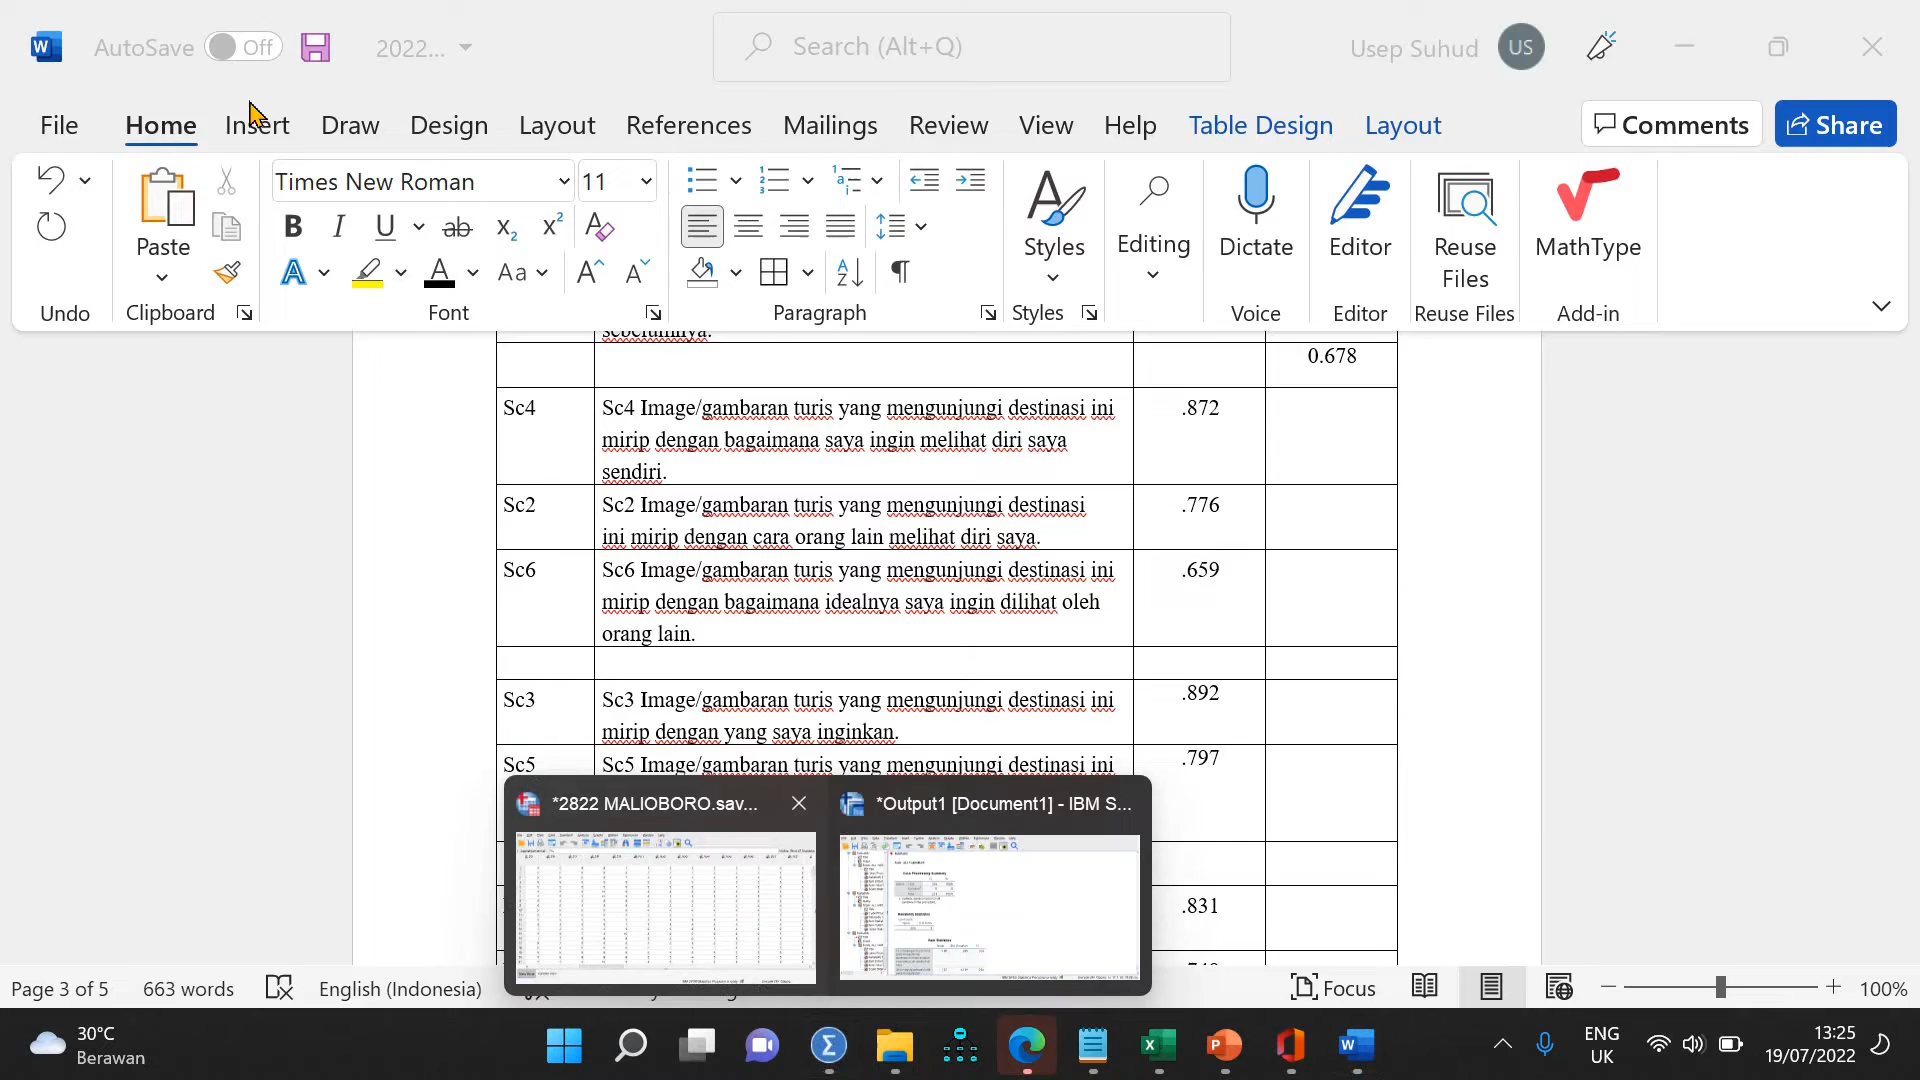 AutoSave Off 2022... Search (Alt+Q) Usep Suhud US
File Home Insert Draw Design Layout References Mailings Review View Help Table Design Layout Comments Share
Times New Roman 11
Paste
Styles
Editing
Dictate
Editor
Reuse
Files
MathType
Undo Clipboard Font Paragraph Styles Voice Editor Reuse Files Add-in
sebelumnya.
0.678
Sc4 Sc4 Image/gambaran turis yang mengunjungi destinasi ini .872
mirip dengan bagaimana saya ingin melihat diri saya
sendiri.
Sc2 Sc2 Image/gambaran turis yang mengunjungi destinasi .776
ini mirip dengan cara orang lain melihat diri saya.
Sc6 Sc6 Image/gambaran turis yang mengunjungi destinasi ini .659
mirip dengan bagaimana idealnya saya ingin dilihat oleh
orang lain.
Sc3 Sc3 Image/gambaran turis yang mengunjungi destinasi ini .892
mirip dengan yang saya inginkan.
Sc5 Sc5 Image/gambaran turis yang mengunjungi destinasi ini .797
*2822 MALIOBORO.sav... *Output1 [Document1] - IBM S...
.831
Page 3 of 5 663 words English (Indonesia) Focus 100%
30°C
Berawan
ENG
UK
13:25
19/07/2022